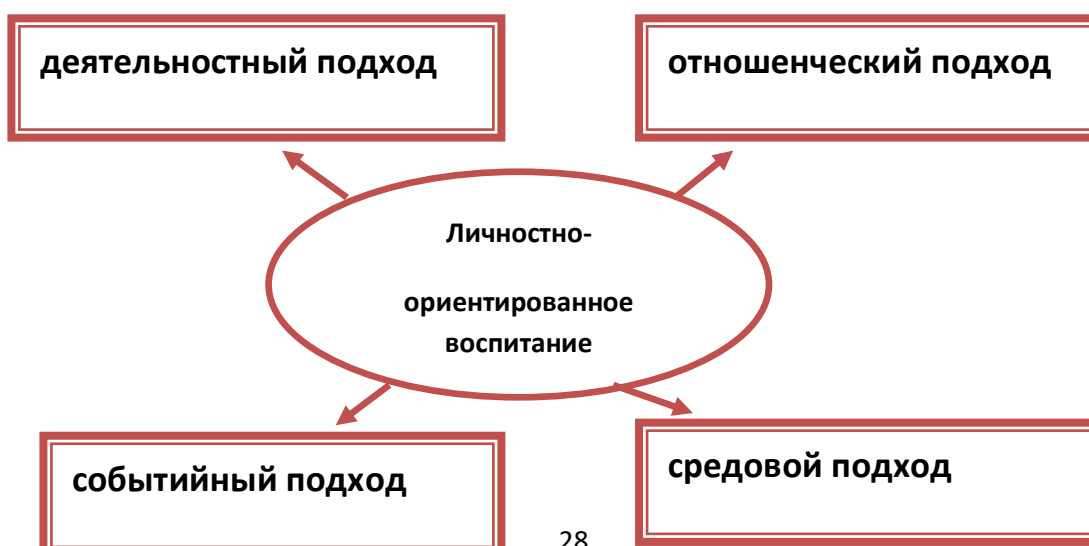 деятельностный подход
отношенческий подход
Личностно-
ориентированное
воспитание
событийный подход
средовой подход
28